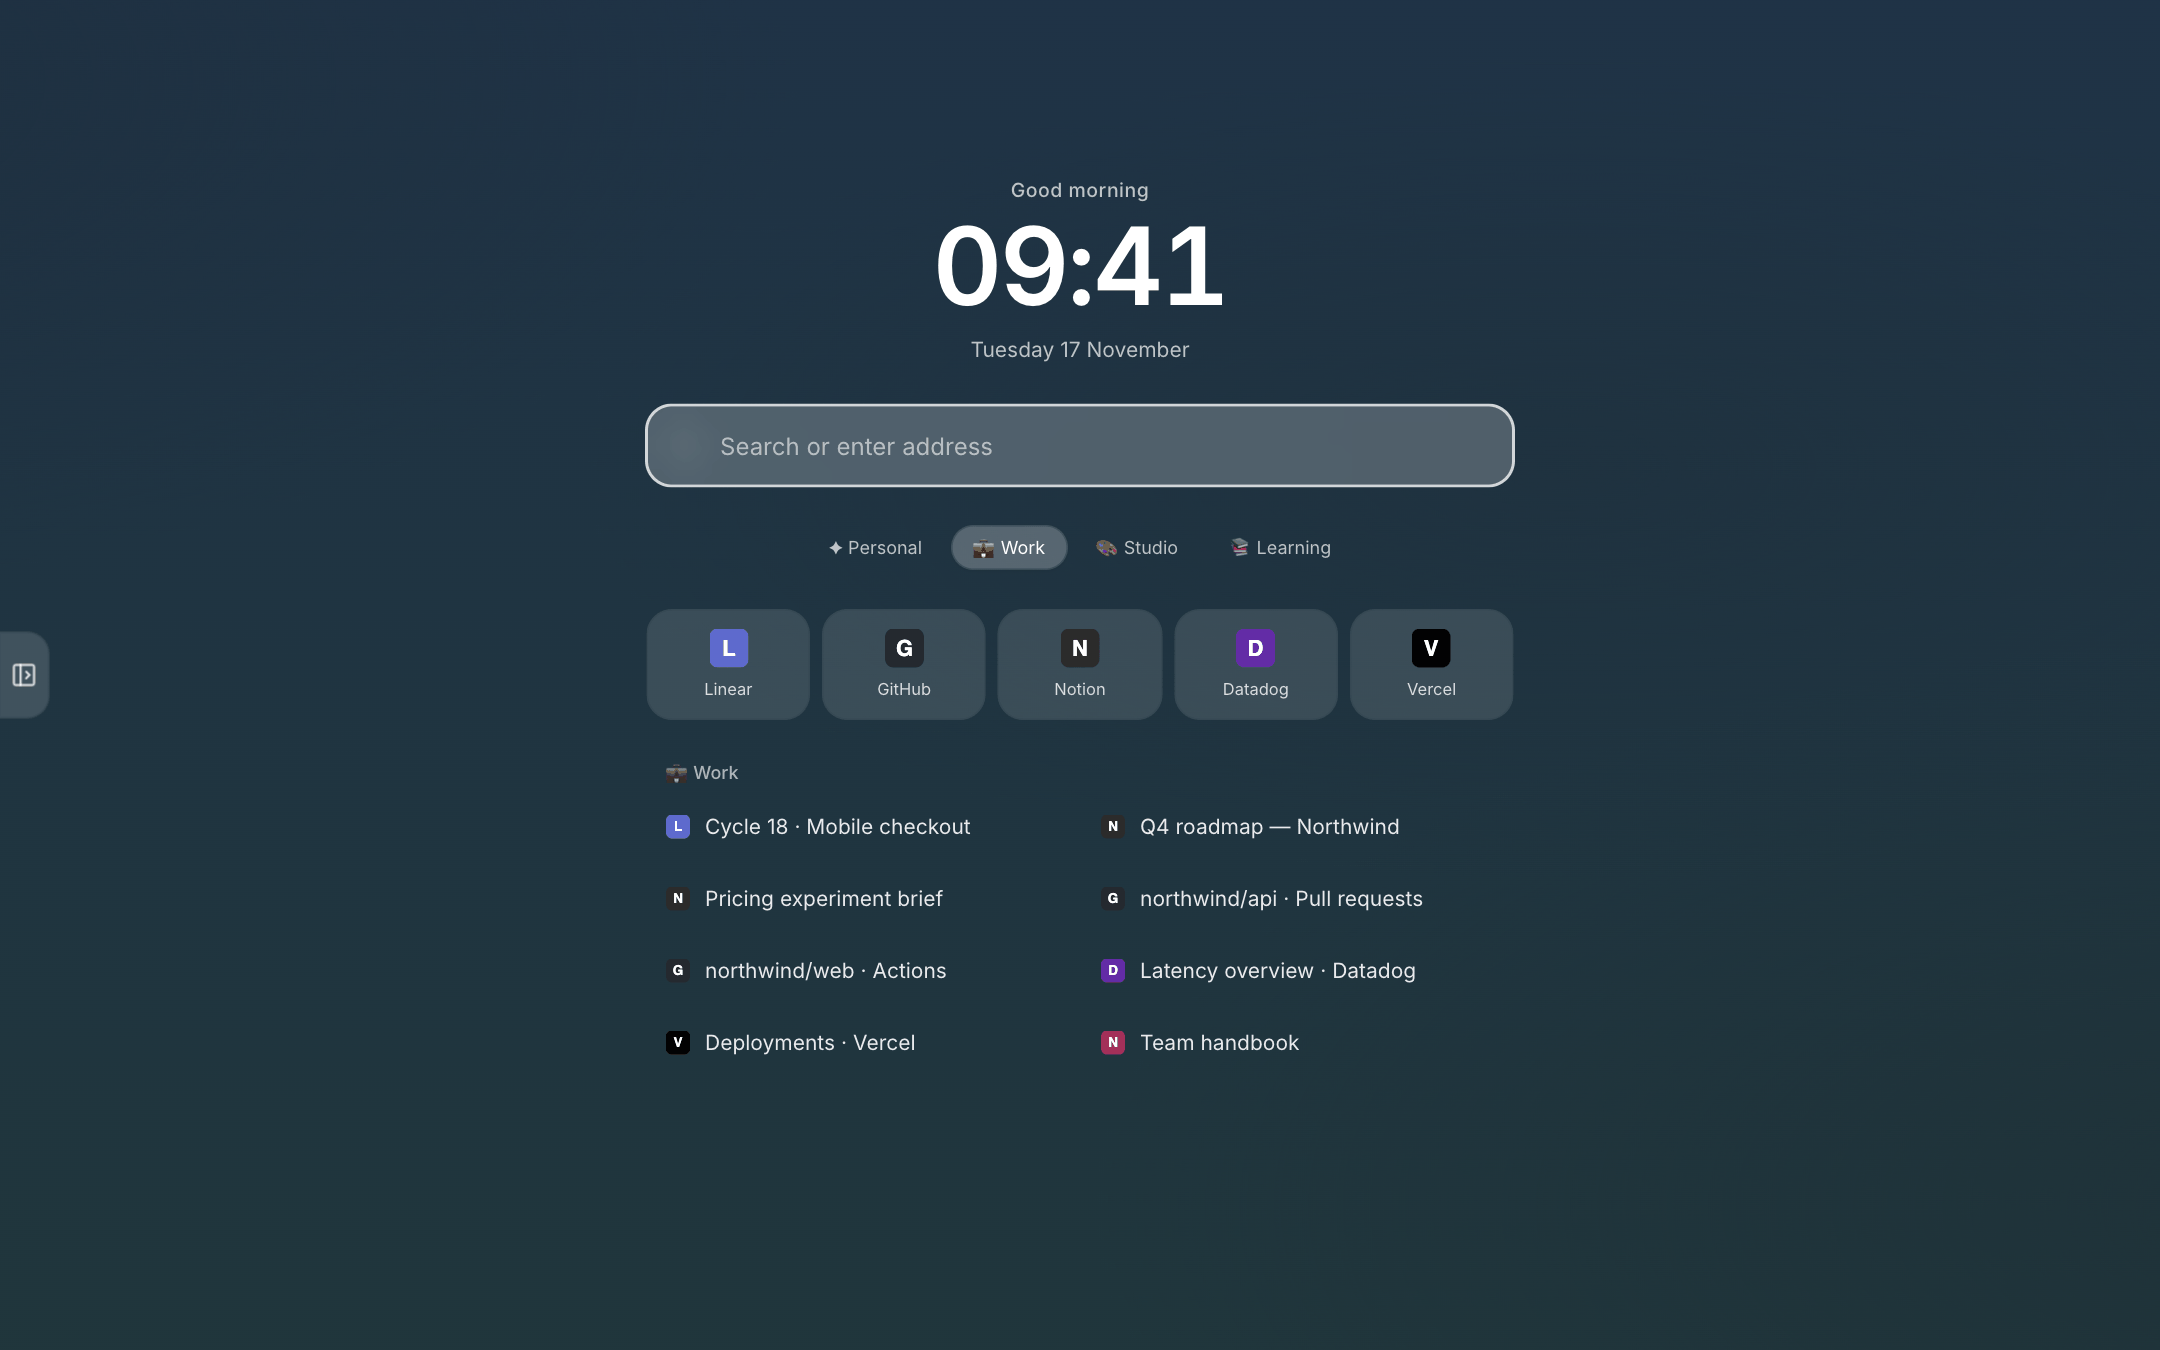 Good morning
09:41
Tuesday 17 November
Search or enter address
Personal Work Studio Learning
L G N D V
Linear GitHub Notion Datadog Vercel
Work
L Cycle 18 · Mobile checkout
N Q4 roadmap — Northwind
N Pricing experiment brief
G northwind/api · Pull requests
G northwind/web · Actions
D Latency overview · Datadog
V Deployments · Vercel
N Team handbook